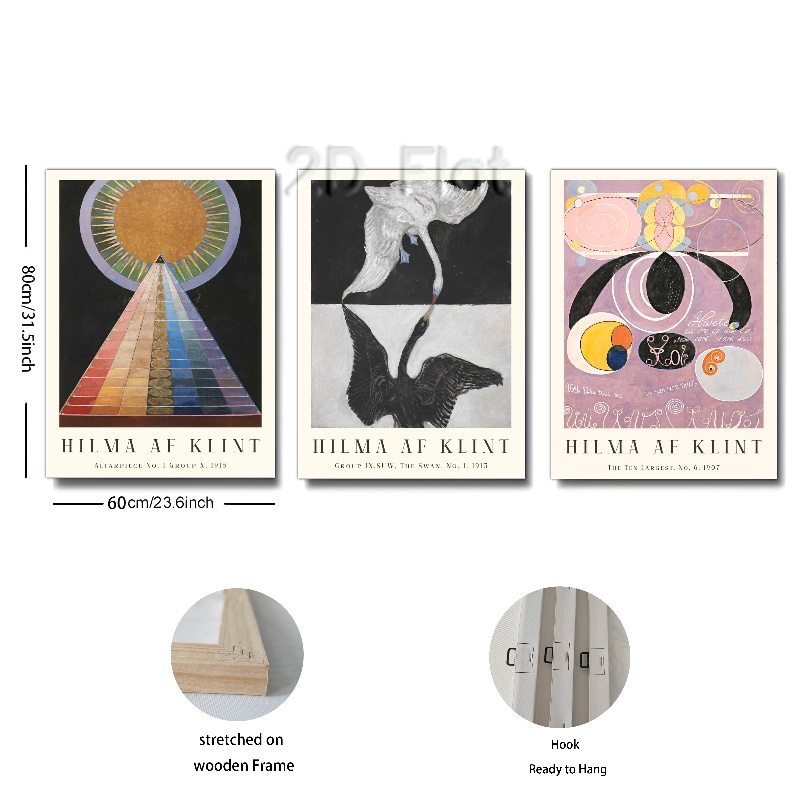 2D Flat
80cm/31.5inch
HILMA AF KLINT
Altarpiece No. 1 Group X, 1915
HILMA AF KLINT
Group IX/SUW, The Swan, No. 1, 1915
HILMA AF KLINT
The Ten Largest, No. 6, 1907
60cm/23.6inch
stretched on
wooden Frame
Hook
Ready to Hang